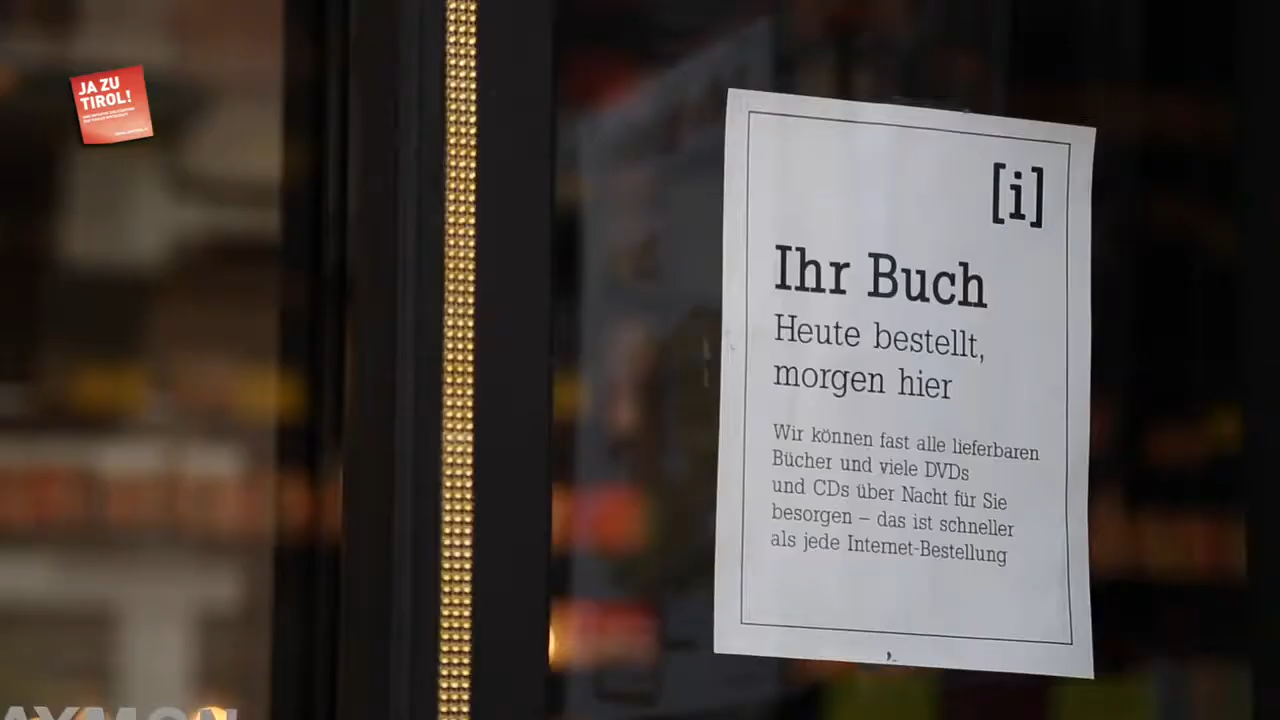 JA ZU
TIROL!
[i]
Ihr Buch
Heute bestellt,
morgen hier
Wir können fast alle lieferbaren
Bücher und viele DVDs
und CDs über Nacht für Sie
besorgen – das ist schneller
als jede Internet-Bestellung